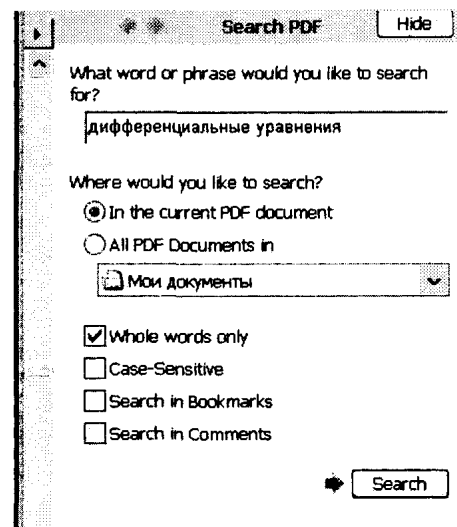 Search PDF
Hide
What word or phrase would you like to search
for?
дифференциальные уравнения
Where would you like to search?
In the current PDF document
All PDF Documents in
Мои документы
Whole words only
Case-Sensitive
Search in Bookmarks
Search in Comments
Search